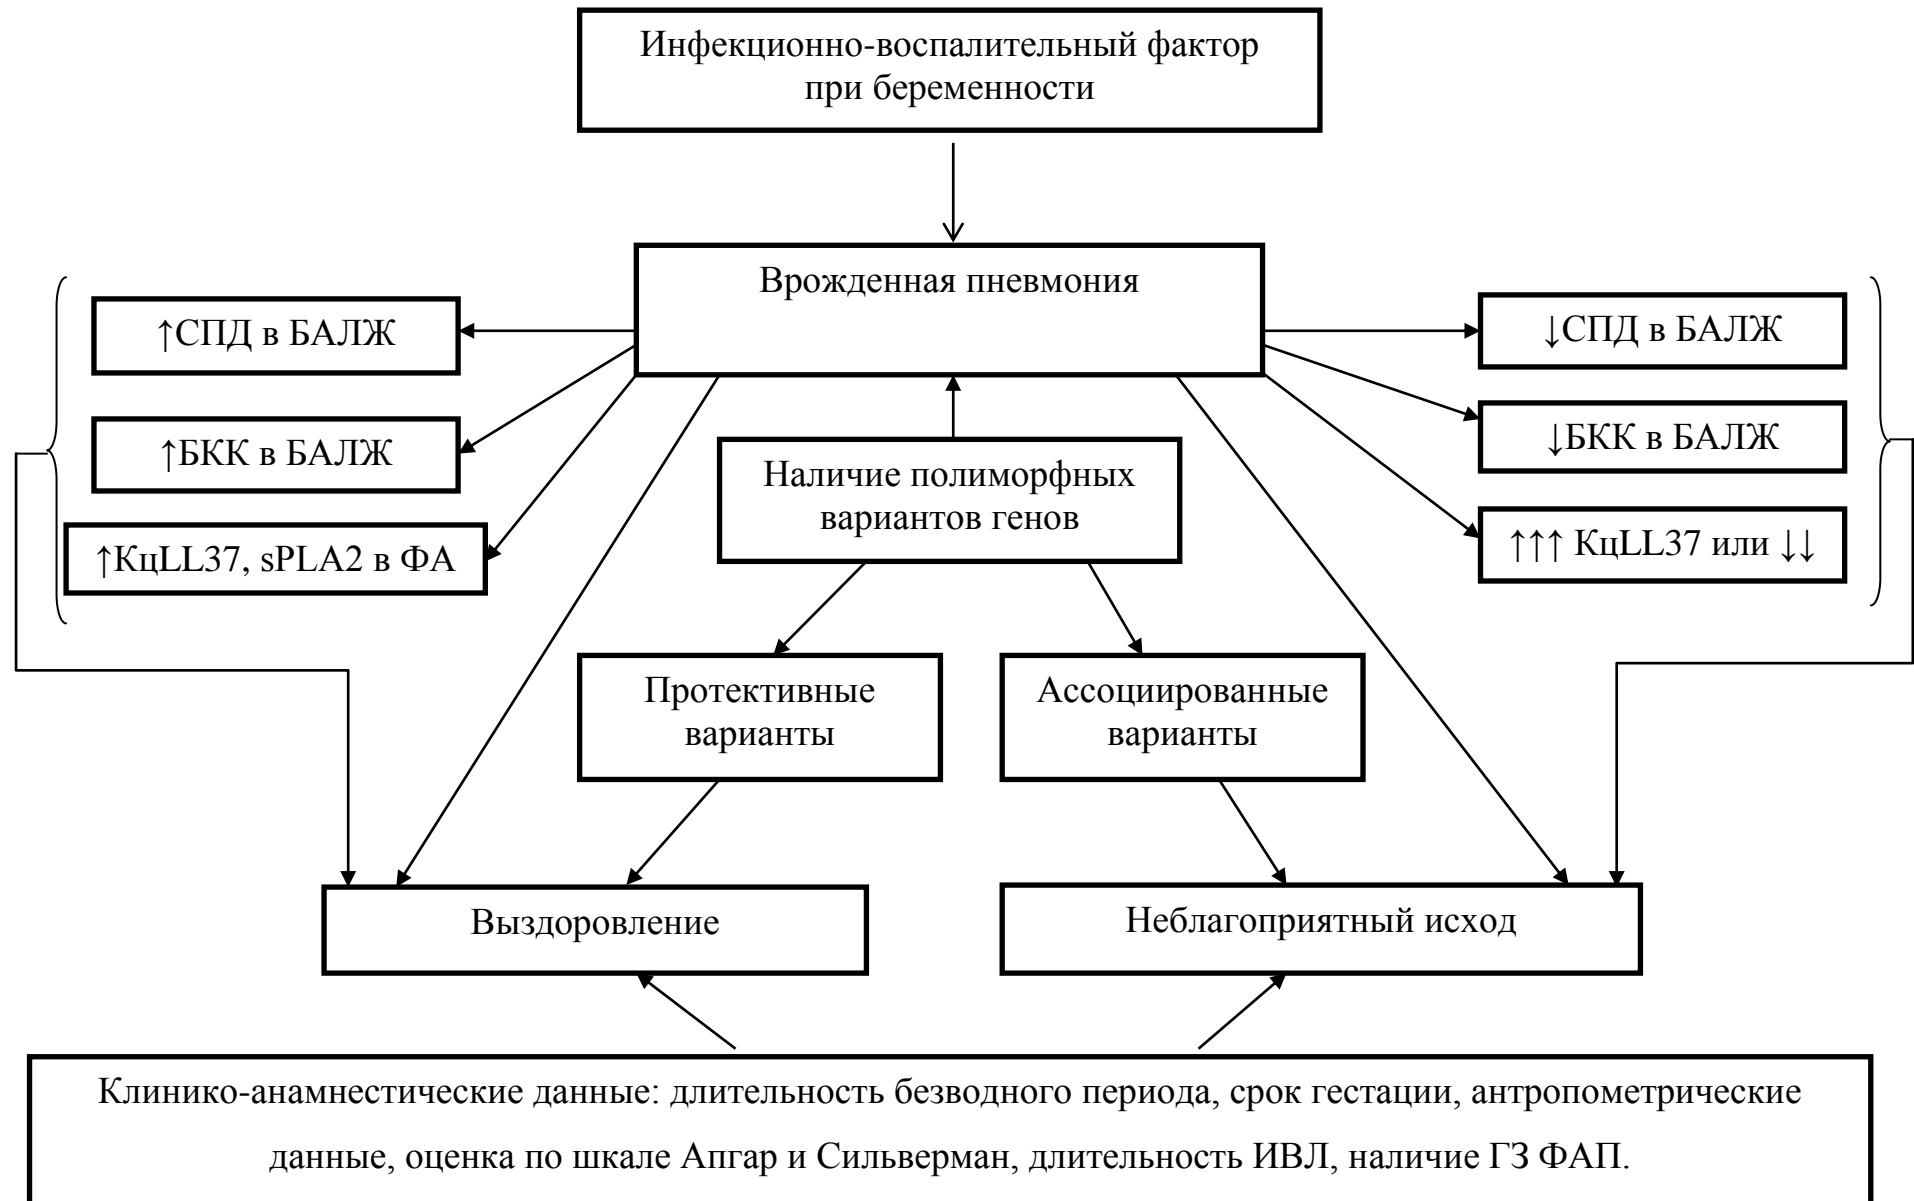 Инфекционно-воспалительный фактор
при беременности
Врожденная пневмония
↑СПД в БАЛЖ
↓СПД в БАЛЖ
↑БКК в БАЛЖ
↓БКК в БАЛЖ
Наличие полиморфных
вариантов генов
↑КцLL37, sPLA2 в ФА
↑↑↑ КцLL37 или ↓↓
Протективные
варианты
Ассоциированные
варианты
Выздоровление
Неблагоприятный исход
Клинико-анамнестические данные: длительность безводного периода, срок гестации, антропометрические
данные, оценка по шкале Апгар и Сильверман, длительность ИВЛ, наличие ГЗ ФАП.